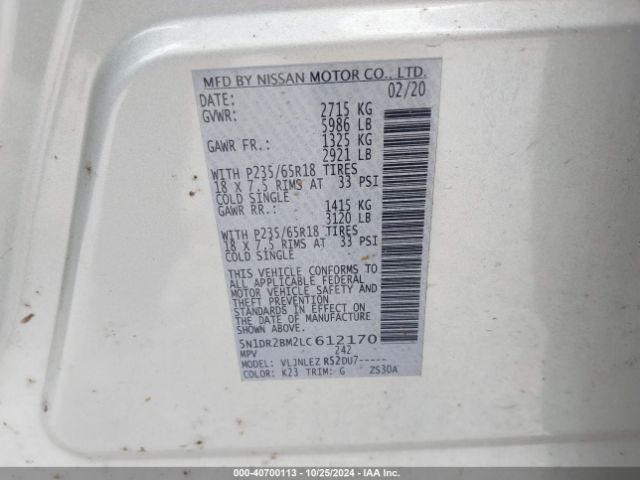 MFD BY NISSAN MOTOR CO., LTD.
DATE: 02/20
GVWR: 2715 KG
5986 LB
GAWR FR.: 1325 KG
2921 LB
WITH P235/65R18 TIRES
18 X 7.5 RIMS AT 33 PSI
COLD SINGLE
GAWR RR.: 1415 KG
3120 LB
WITH P235/65R18 TIRES
18 X 7.5 RIMS AT 33 PSI
COLD SINGLE
THIS VEHICLE CONFORMS TO
ALL APPLICABLE FEDERAL
MOTOR VEHICLE SAFETY AND
THEFT PREVENTION
STANDARDS IN EFFECT ON
THE DATE OF MANUFACTURE
SHOWN ABOVE.
5N1DR2BM2LC612170
MPV 242
MODEL: VLJNLEZ R520U7-----
COLOR: K23 TRIM: G ZS30A
000-40700113 - 10/25/2024 - IAA Inc.